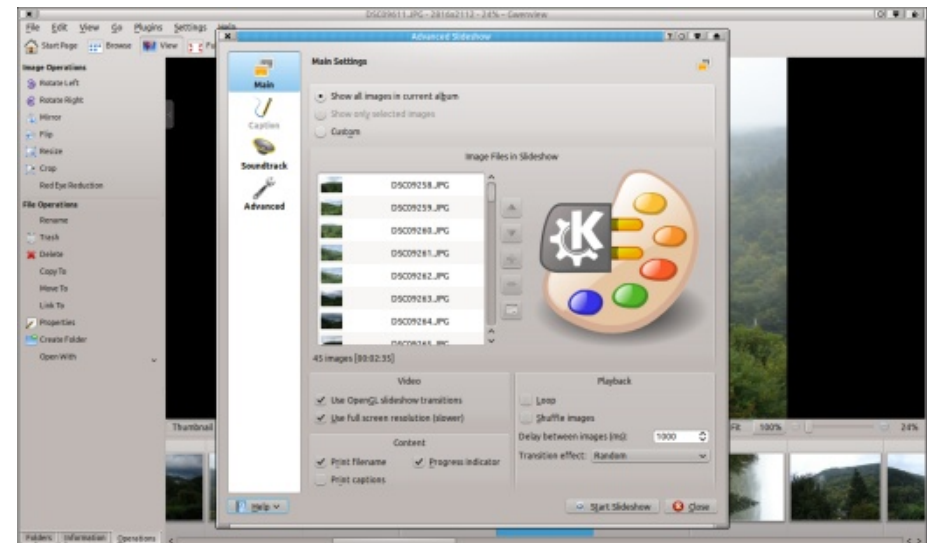 DSC09611.JPG - 2816x2112 - 24% - Gwenview
File Edit View Go Plugins Settings Help
Start Page Browse View
Advanced Slideshow
Image Operations
Rotate Left
Rotate Right
Mirror
Flip
Resize
Crop
Red Eye Reduction
File Operations
Rename
Trash
Delete
Copy To
Move To
Link To
Properties
Create Folder
Open With
Folders Information Operations
Main
Caption
Soundtrack
Advanced
Main Settings
Show all images in current album
Show only selected images
Custom
Image Files in Slideshow
DSC09258.JPG
DSC09259.JPG
DSC09260.JPG
DSC09261.JPG
DSC09262.JPG
DSC09263.JPG
DSC09264.JPG
DSC09265.JPG
K
45 images [00:02:35]
Video
Use OpenGL slideshow transitions
Use full screen resolution (slower)
Content
Print filename Progress indicator
Print captions
Playback
Loop
Shuffle images
Delay between images (ms): 1000
Transition effect: Random
Help Start Slideshow Close
Thumbnail
Fit 100% 24%